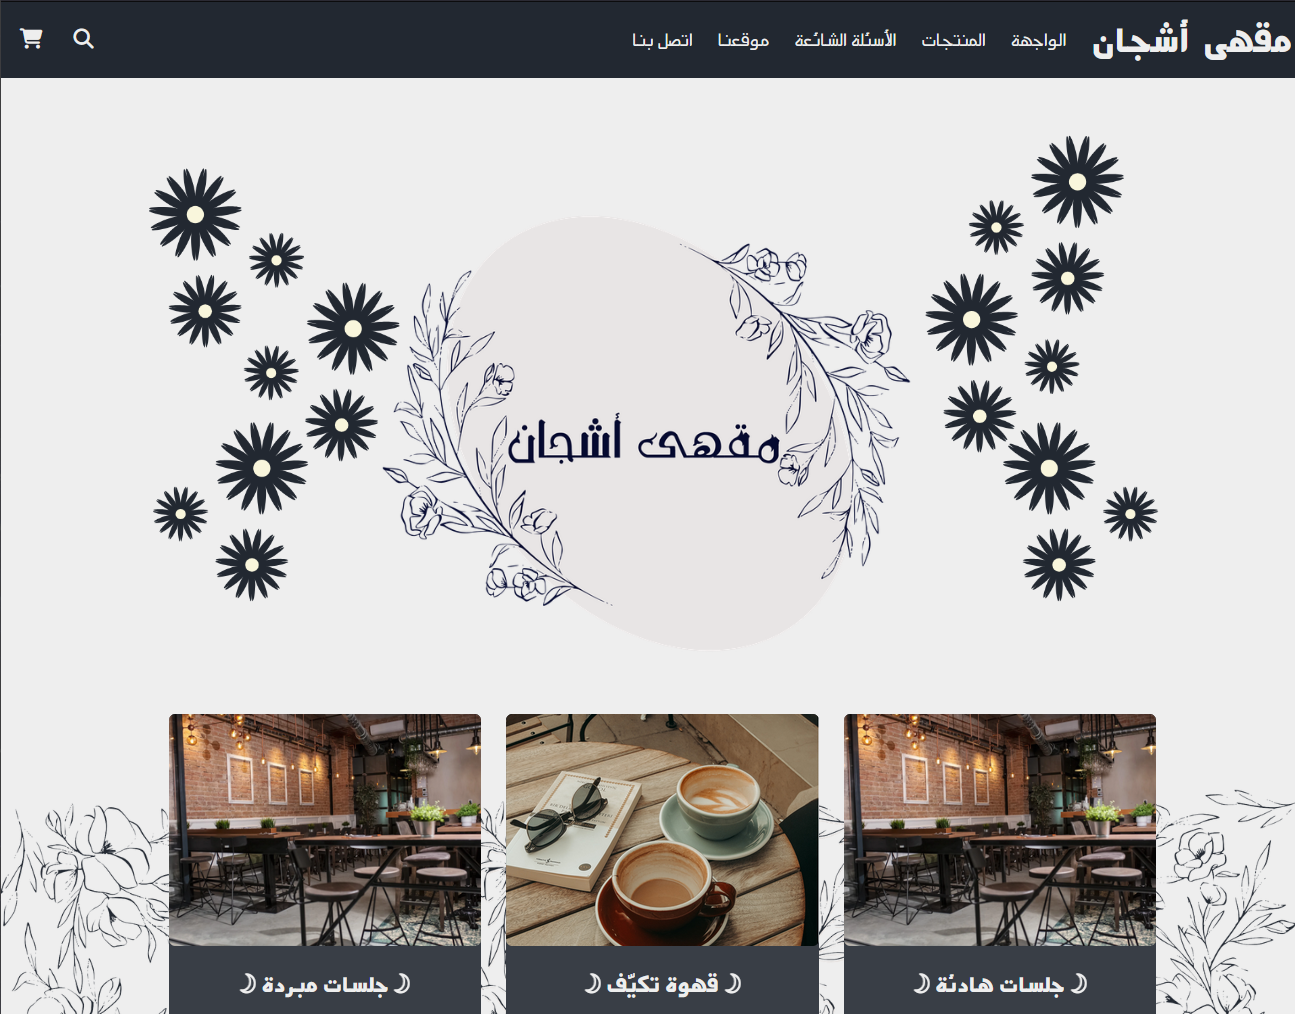 مقهى أشجان
الواجهة
المنتجات
الأسئلة الشائعة
موقعنا
اتصل بنا
مقهى أشجان
جلسات هادئة
قهوة تكيّف
جلسات مبردة